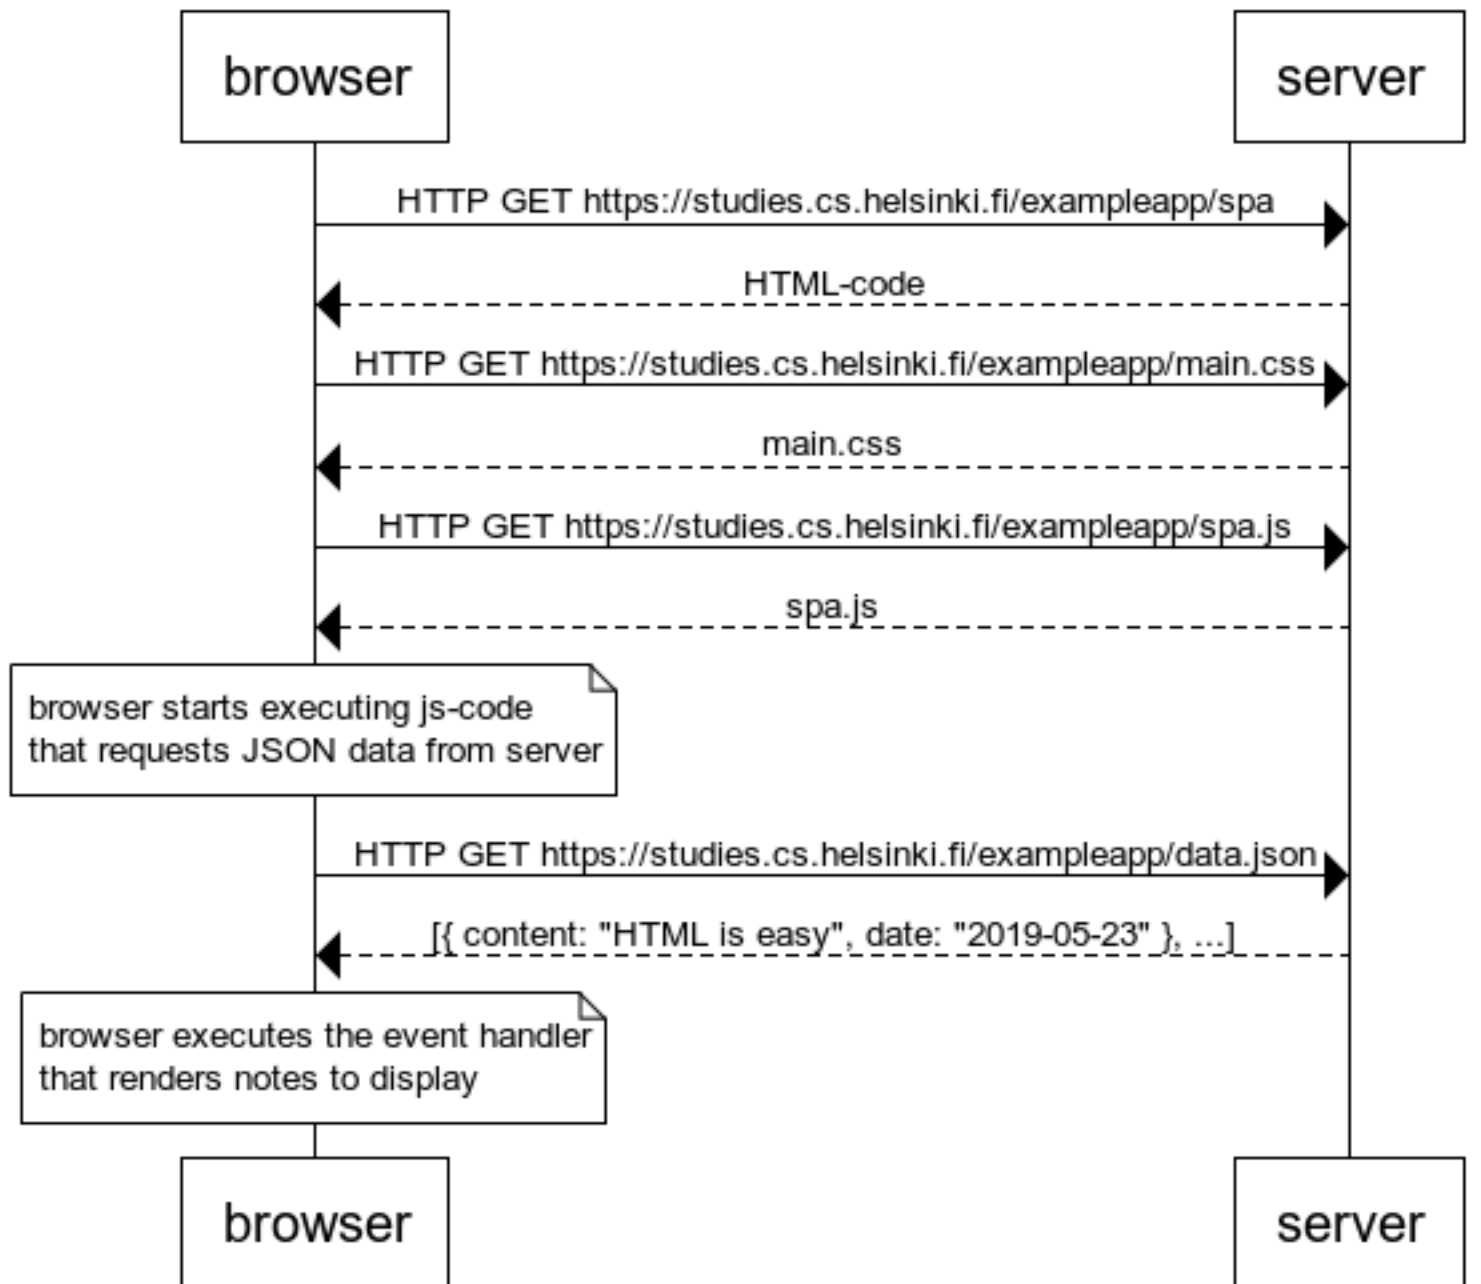 browser
server
HTTP GET https://studies.cs.helsinki.fi/exampleapp/spa
HTML-code
HTTP GET https://studies.cs.helsinki.fi/exampleapp/main.css
main.css
HTTP GET https://studies.cs.helsinki.fi/exampleapp/spa.js
spa.js
browser starts executing js-code
that requests JSON data from server
HTTP GET https://studies.cs.helsinki.fi/exampleapp/data.json
[{ content: "HTML is easy", date: "2019-05-23" }, ...]
browser executes the event handler
that renders notes to display
browser
server